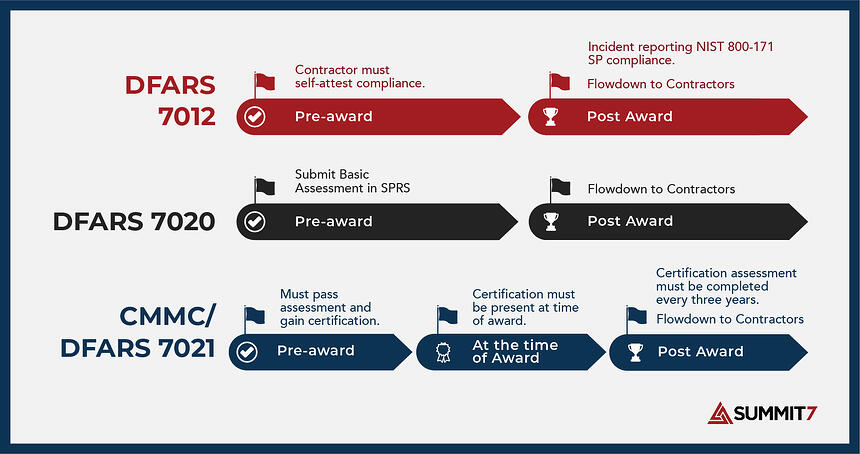 DFARS
7012
Contractor must
self-attest compliance.
Pre-award
Incident reporting NIST 800-171
SP compliance.
Flowdown to Contractors
Post Award
DFARS 7020
Submit Basic
Assessment in SPRS
Pre-award
Flowdown to Contractors
Post Award
CMMC/
DFARS 7021
Must pass
assessment and
gain certification.
Pre-award
Certification must
be present at time
of award.
At the time
of Award
Certification assessment
must be completed
every three years.
Flowdown to Contractors
Post Award
SUMMIT7